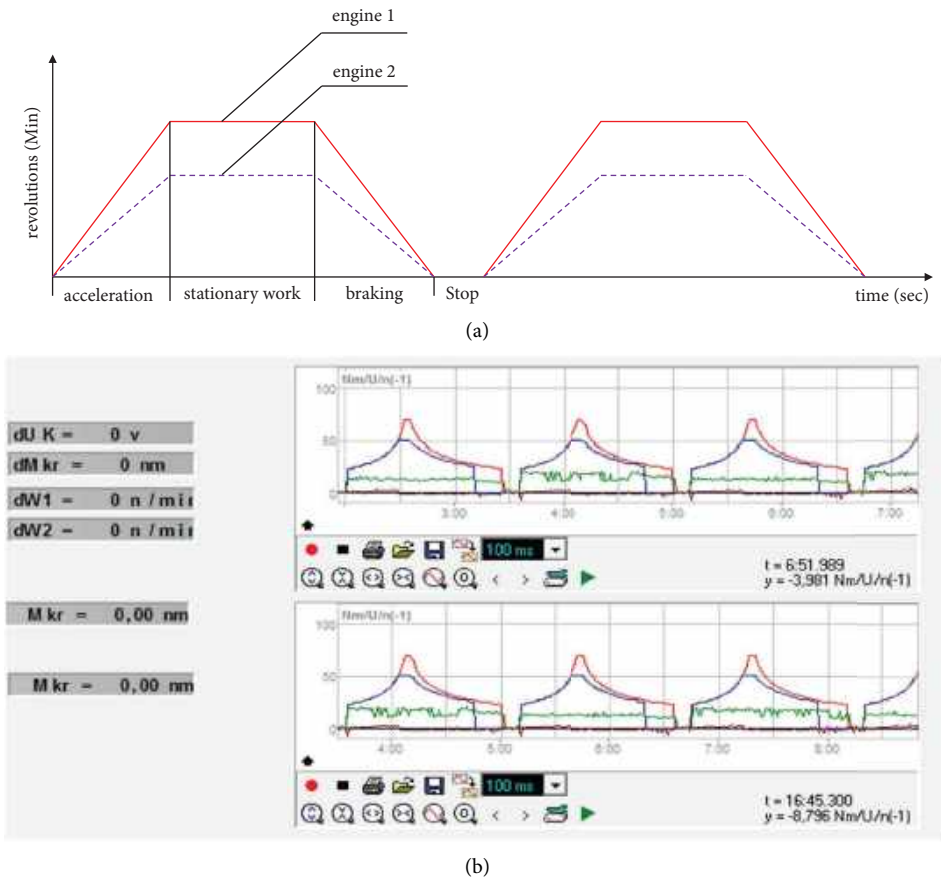 engine 1
engine 2
revolutions (Min)
acceleration
stationary work
braking
Stop
time (sec)
(a)
dU K = 0 v
dM kr = 0 nm
dW1 = 0 n / mi
dW2 = 0 n / mi
M kr = 0,00 nm
M kr = 0,00 nm
Nm/U/n(-1)
100
50
0
3:00
4:00
5:00
6:00
7:00
100 ms
t = 6:51.989
y = -3,981 Nm/U/n(-1)
Nm/U/n(-1)
100
50
0
4:00
5:00
6:00
7:00
8:00
100 ms
t = 16:45.300
y = -8,796 Nm/U/n(-1)
(b)